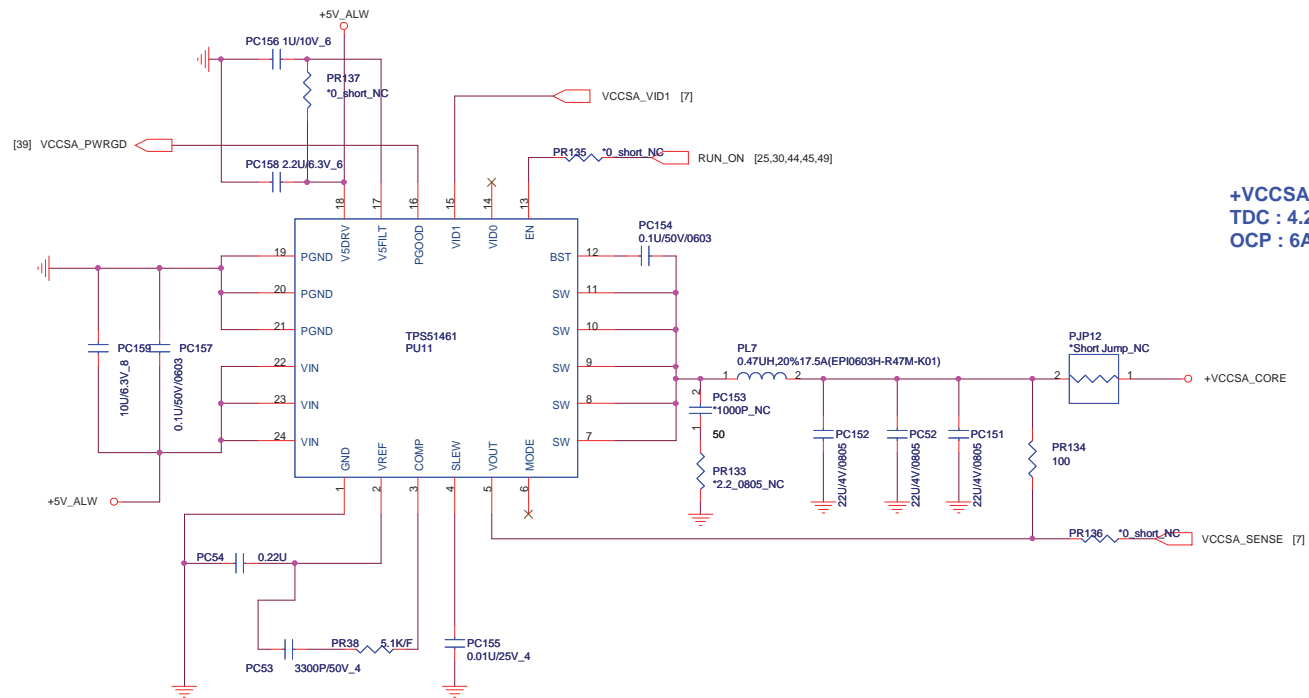 +5V_ALW
PC156 1U/10V_6
PR137
*0_short_NC
VCCSA_VID1 [7]
[39] VCCSA_PWRGD
PR135 *0_short_NC
RUN_ON [25,30,44,45,49]
PC158 2.2U/6.3V_6
18 17 16 15 14 13
V5DRV V5FILT PGOOD VID1 VID0 EN
+VCCSA
TDC : 4.2
OCP : 6A
PC154
0.1U/50V/0603
19 PGND
BST 12
20 PGND
SW 11
21 PGND
SW 10
TPS51461
PU11
22 VIN
SW 9
23 VIN
SW 8
24 VIN
SW 7
PC159
10U/6.3V_8
PC157
0.1U/50V/0603
PL7
0.47UH,20%17.5A(EPI0603H-R47M-K01)
1 2
PJP12
*Short Jump_NC
2 1
+VCCSA_CORE
2
PC153
*1000P_NC
1
50
PR133
*2.2_0805_NC
PC152
22U/4V/0805
PC52
22U/4V/0805
PC151
22U/4V/0805
PR134
100
GND VREF COMP SLEW VOUT MODE
1 2 3 4 5 6
+5V_ALW
PR136 *0_short_NC
VCCSA_SENSE [7]
PC54 0.22U
PR38 5.1K/F
PC53 3300P/50V_4
PC155
0.01U/25V_4